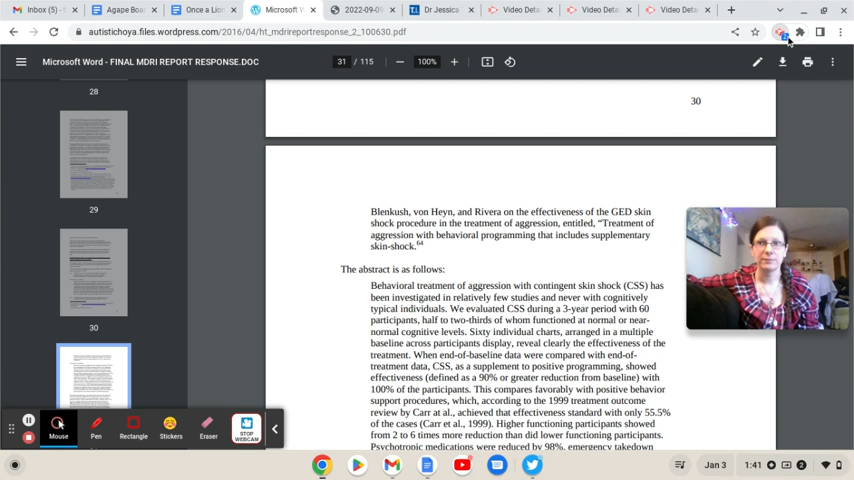 Inbox (5)
Agape Boar
Once a Lion
Microsoft W
2022-09-09
Dr Jessica
Video Deta
Video Deta
Video Deta
autistichoya.files.wordpress.com/2016/04/ht_mdrireportresponse_2_100630.pdf
Microsoft Word - FINAL MDRI REPORT RESPONSE.DOC
31 / 115
100%
28
29
30
30
Blenkush, von Heyn, and Rivera on the effectiveness of the GED skin
shock procedure in the treatment of aggression, entitled, “Treatment of
aggression with behavioral programming that includes supplementary
skin-shock.64
The abstract is as follows:
Behavioral treatment of aggression with contingent skin shock (CSS) has
been investigated in relatively few studies and never with cognitively
typical individuals. We evaluated CSS during a 3-year period with 60
participants, half to two-thirds of whom functioned at normal or near-
normal cognitive levels. Sixty individual charts, arranged in a multiple
baseline across participants display, reveal clearly the effectiveness of the
treatment. When end-of-baseline data were compared with end-of-
treatment data, CSS, as a supplement to positive programming, showed
effectiveness (defined as a 90% or greater reduction from baseline) with
100% of the participants. This compares favorably with positive behavior
support procedures, which, according to the 1999 treatment outcome
review by Carr at al., achieved that effectiveness standard with only 55.5%
of the cases (Carr et al., 1999). Higher functioning participants showed
from 2 to 6 times more reduction than did lower functioning participants.
Psychotropic medications were reduced by 98%, emergency takedown
Mouse
Pen
Rectangle
Stickers
Eraser
STOP
WEBCAM
Jan 3
1:41
2